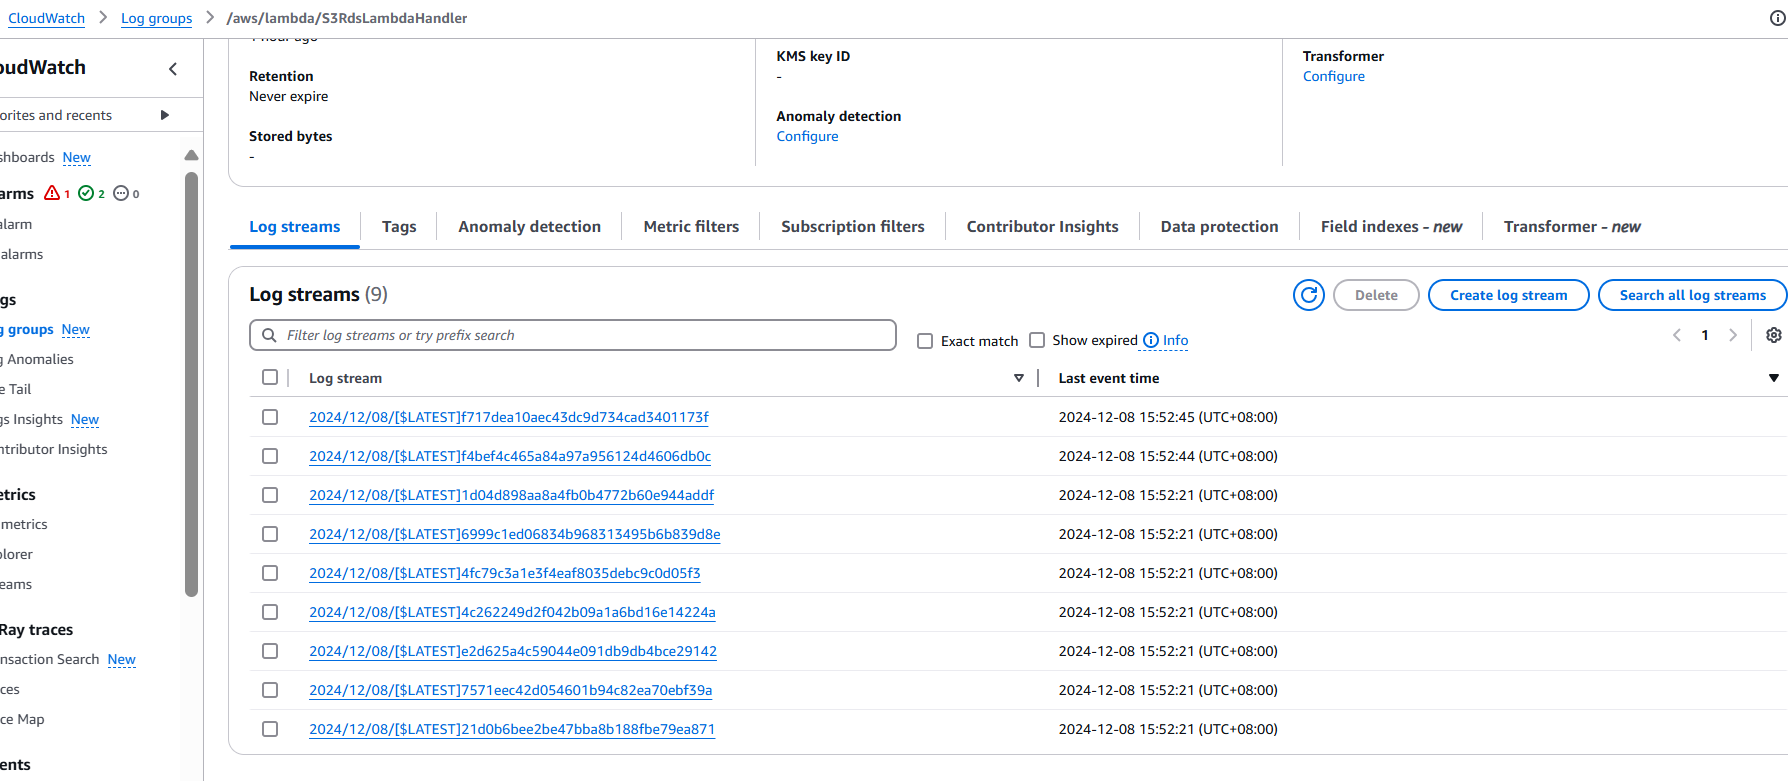 CloudWatch > Log groups > /aws/lambda/S3RdsLambdaHandler
oudWatch
orites and recents
shboards New
arms 1 2 0
alarm
alarms
gs
g groups New
g Anomalies
e Tail
gs Insights New
ntributor Insights
etrics
metrics
plorer
eams
Ray traces
nsaction Search New
ces
ce Map
ents
Retention
Never expire
Stored bytes
-
KMS key ID
-
Anomaly detection
Configure
Transformer
Configure
Log streams Tags Anomaly detection Metric filters Subscription filters Contributor Insights Data protection Field indexes - new Transformer - new
Log streams (9)
Delete Create log stream Search all log streams
Filter log streams or try prefix search Exact match Show expired Info 1
Log stream Last event time
2024/12/08/[$LATEST]f717dea10aec43dc9d734cad3401173f 2024-12-08 15:52:45 (UTC+08:00)
2024/12/08/[$LATEST]f4bef4c465a84a97a956124d4606db0c 2024-12-08 15:52:44 (UTC+08:00)
2024/12/08/[$LATEST]1d04d898aa8a4fb0b4772b60e944addf 2024-12-08 15:52:21 (UTC+08:00)
2024/12/08/[$LATEST]6999c1ed06834b968313495b6b839d8e 2024-12-08 15:52:21 (UTC+08:00)
2024/12/08/[$LATEST]4fc79c3a1e3f4eaf8035debc9c0d05f3 2024-12-08 15:52:21 (UTC+08:00)
2024/12/08/[$LATEST]4c262249d2f042b09a1a6bd16e14224a 2024-12-08 15:52:21 (UTC+08:00)
2024/12/08/[$LATEST]e2d625a4c59044e091db9db4bce29142 2024-12-08 15:52:21 (UTC+08:00)
2024/12/08/[$LATEST]7571eec42d054601b94c82ea70ebf39a 2024-12-08 15:52:21 (UTC+08:00)
2024/12/08/[$LATEST]21d0b6bee2be47bba8b188fbe79ea871 2024-12-08 15:52:21 (UTC+08:00)